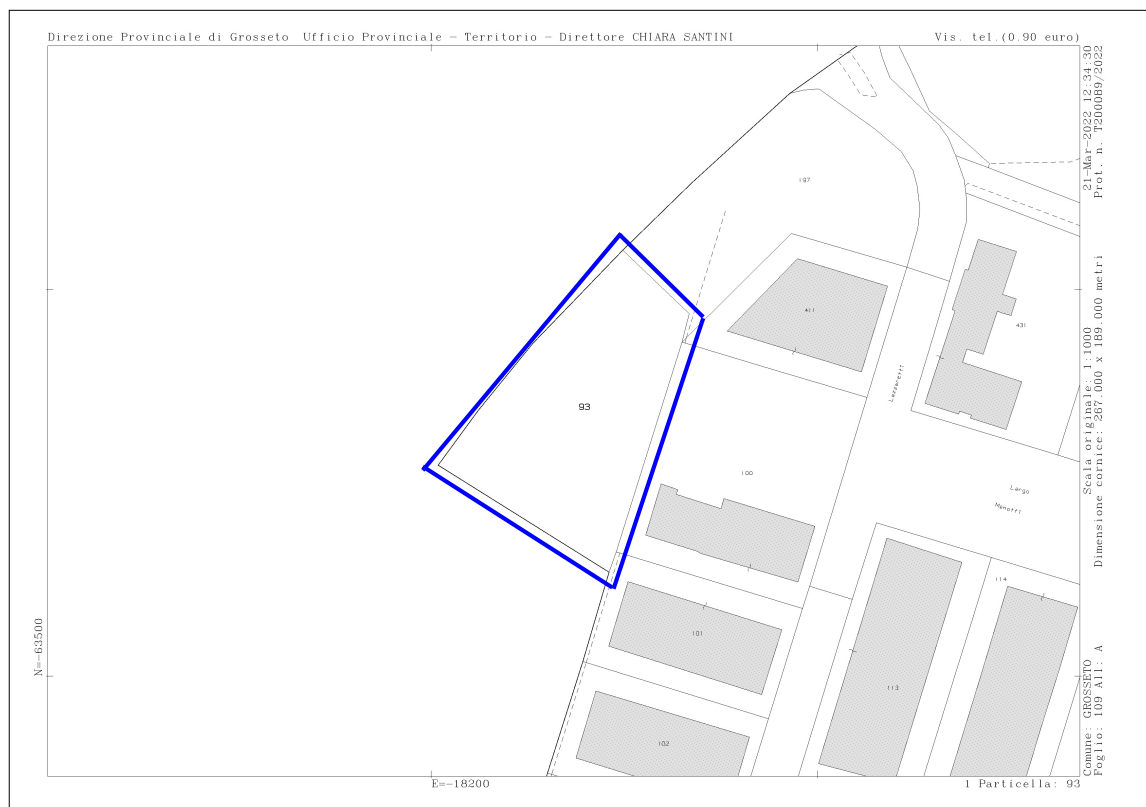 Direzione Provinciale di Grosseto Ufficio Provinciale - Territorio - Direttore CHIARA SANTINI
Vis. tel.(0.90 euro)
21-Mar-2022 12:34:30
Prot. n. T200089/2022
Scala originale: 1:1000
Dimensione cornice: 267.000 x 189.000 metri
Comune: GROSSETO
Foglio: 109 All: A
197
411
431
93
Lazzaretti
100
Largo
Menotti
114
101
113
102
N=-63500
E=-18200
1 Particella: 93